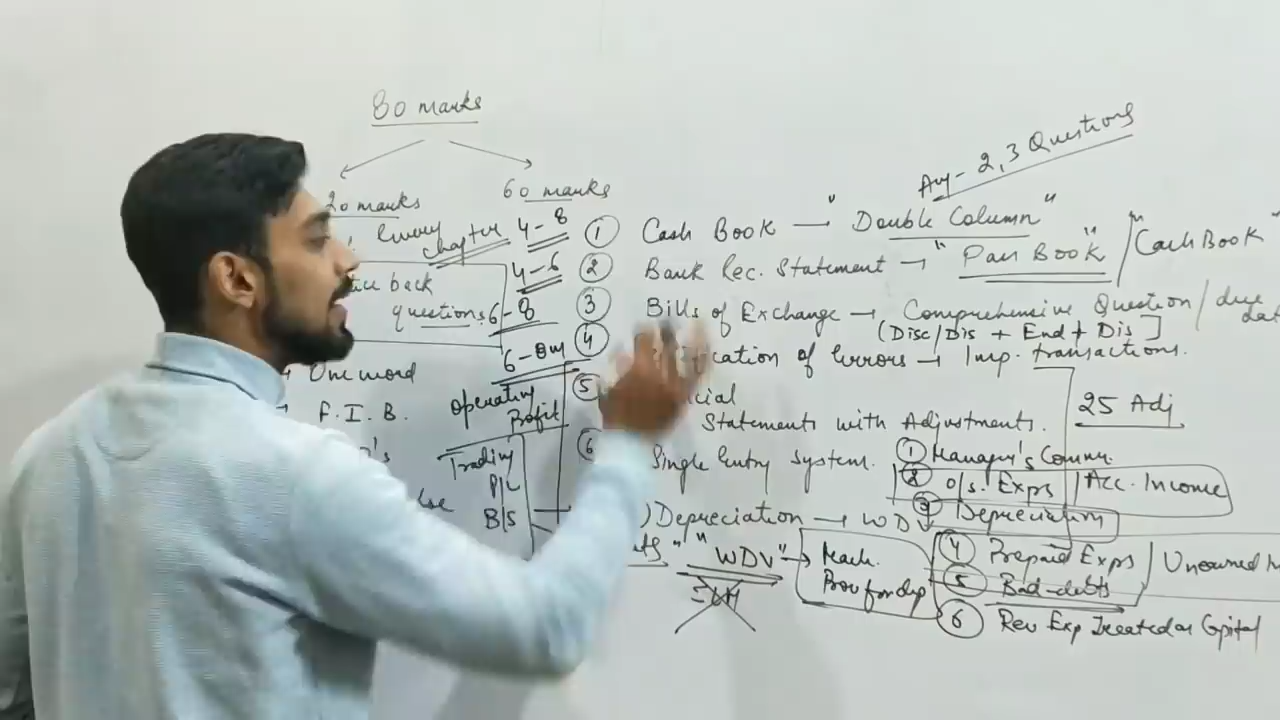 80 marks
20 marks
60 marks
Every
chapter
back
questions
One word
F. I. B.
4-8
4-6
6-8
6-8m
Operating
Profit
Trading
P/L
B/S
Avg - 2, 3 Questions
① Cash Book → "Double Column"
② Bank Rec. Statement → "Pass Book" / Cash Book
③ Bills of Exchange → Comprehensive Question / due
(Disc/Dis + End + Dis]
④ of Errors → Imp. transactions.
⑤
Statements with Adjustments.
25 Adj
⑥ Single Entry System.
Depreciation → WDV
"WDV" → Mach.
Prov for dep
SLM
① Manager's Comm.
② O/s. Exps / Acc. Income
③ Depreciation
④ Prepaid Exps /
⑤ Bad-debts
⑥ Rev Exp Treated as Capital